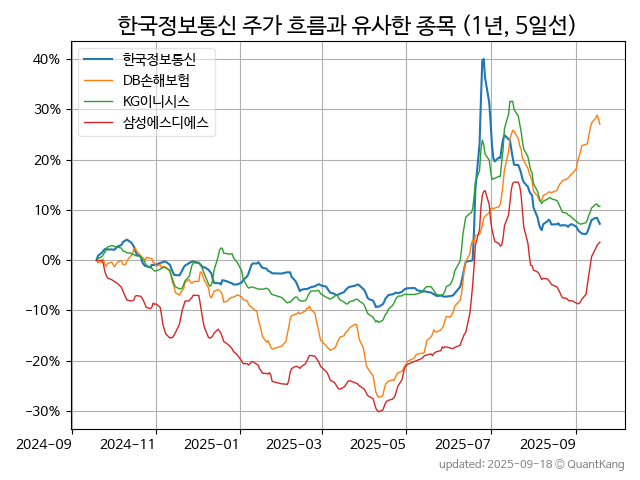 한국정보통신 주가 흐름과 유사한 종목 (1년, 5일선)
한국정보통신
DB손해보험
KG이니시스
삼성에스디에스
40%
30%
20%
10%
0%
−10%
−20%
−30%
2024-09 2024-11 2025-01 2025-03 2025-05 2025-07 2025-09
updated: 2025-09-18 © QuantKang